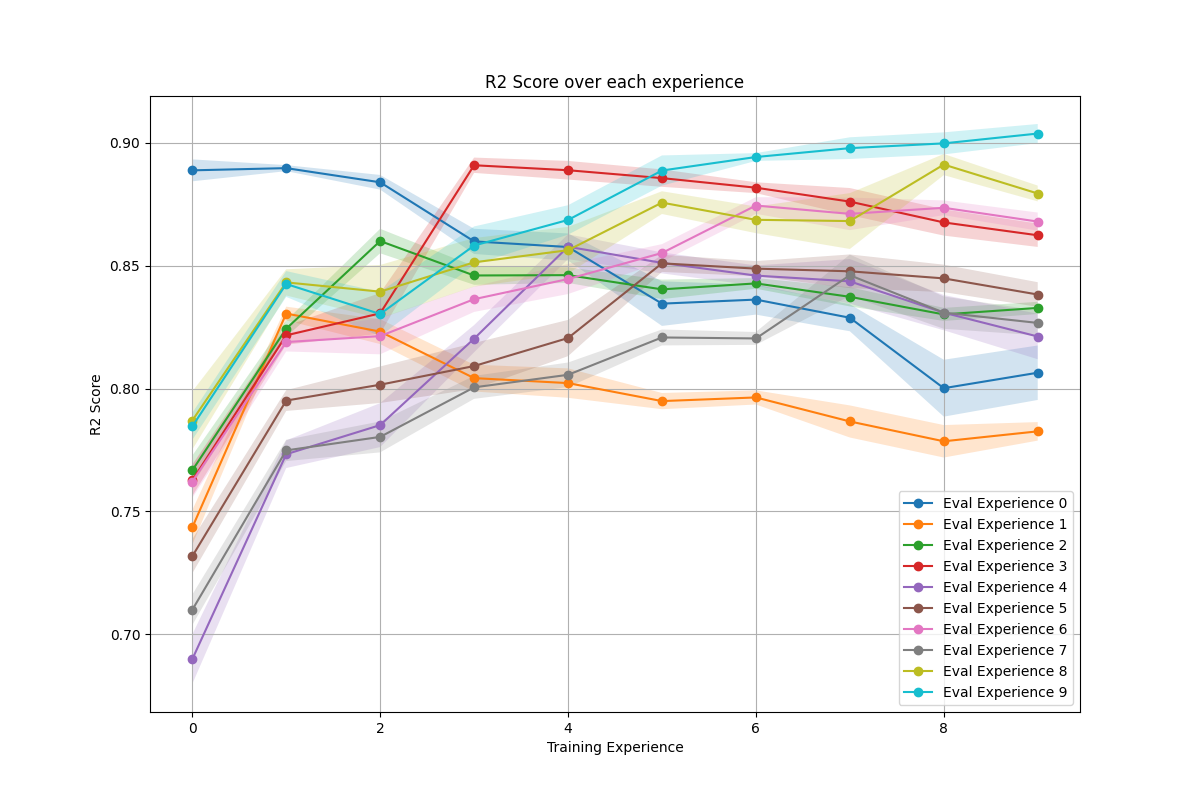 R2 Score over each experience
0.90
0.85
0.80
0.75
0.70
R2 Score
0 2 4 6 8
Training Experience
Eval Experience 0
Eval Experience 1
Eval Experience 2
Eval Experience 3
Eval Experience 4
Eval Experience 5
Eval Experience 6
Eval Experience 7
Eval Experience 8
Eval Experience 9